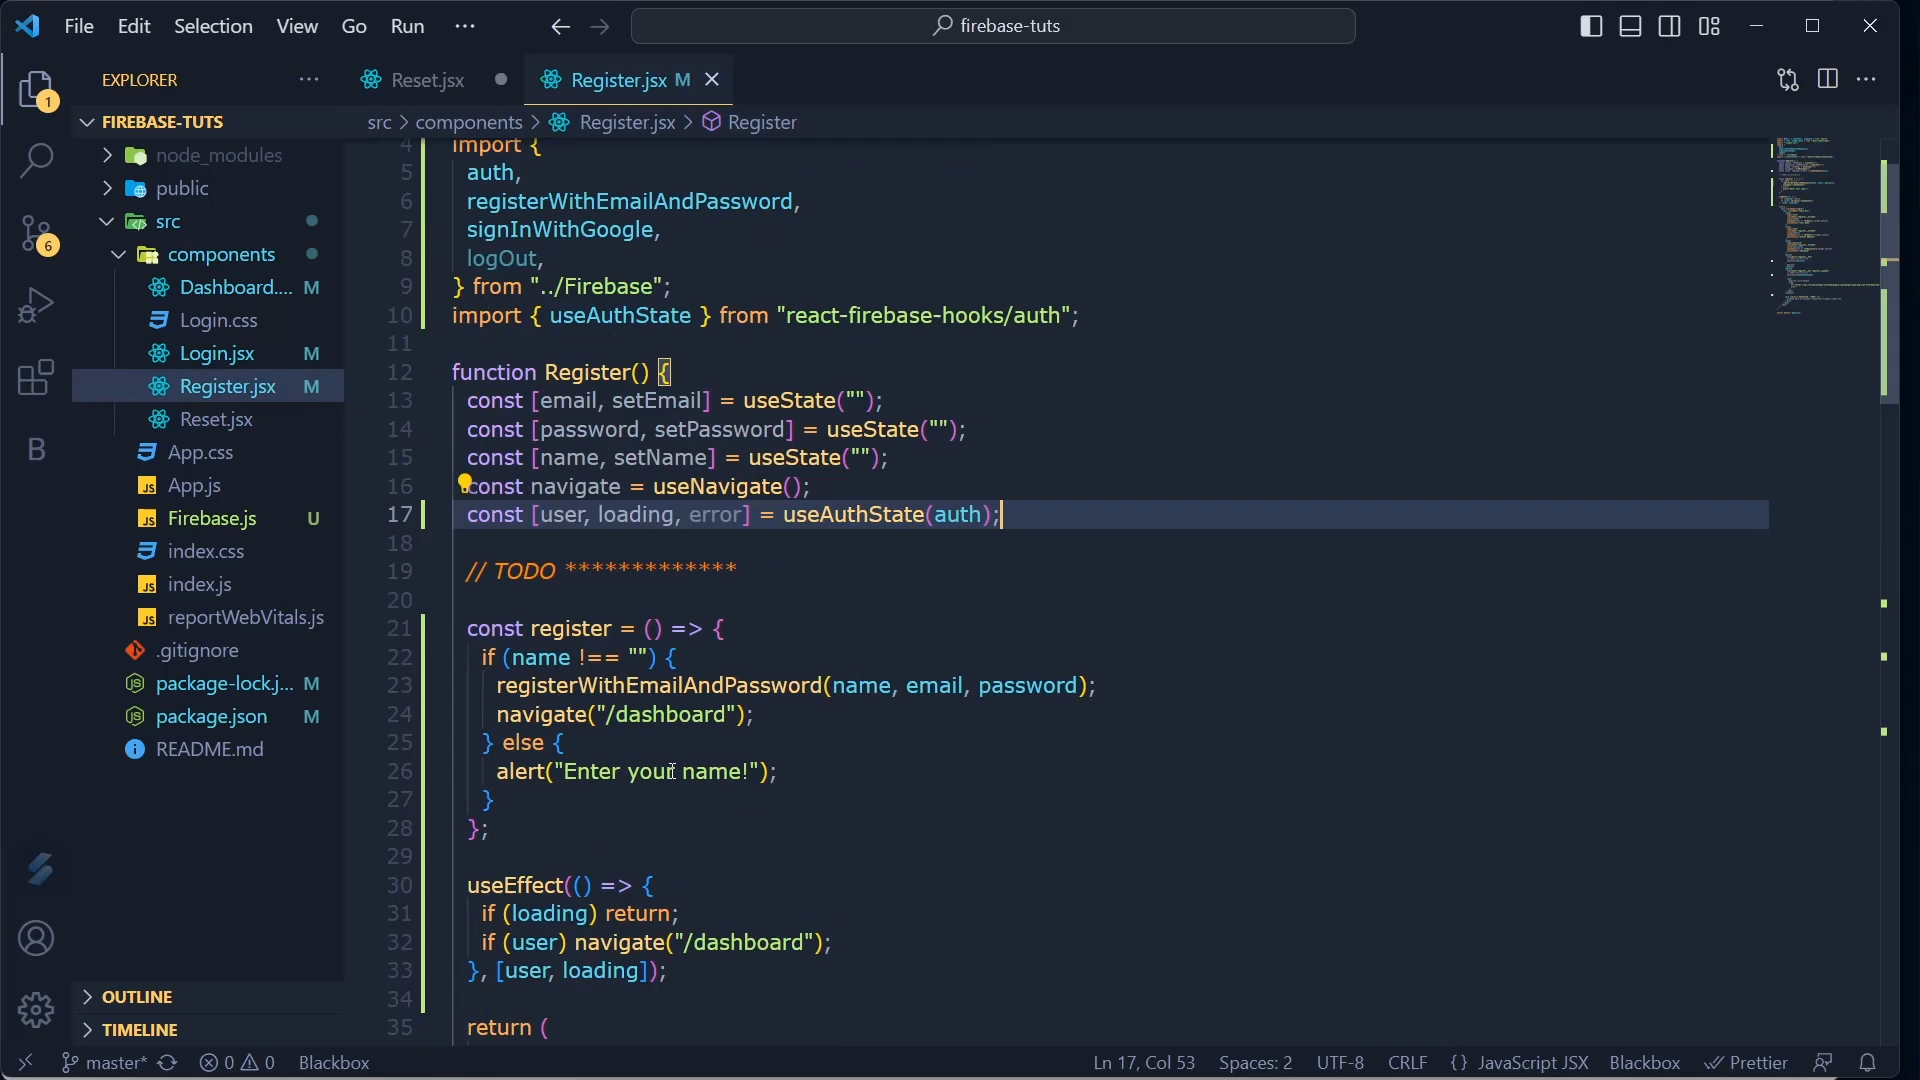 File Edit Selection View Go Run ··· firebase-tuts
EXPLORER ···
Reset.jsx
Register.jsx M
FIREBASE-TUTS
src > components > Register.jsx > Register
node_modules
public
src
components
Dashboard.... M
Login.css
Login.jsx M
Register.jsx M
Reset.jsx
App.css
App.js
Firebase.js U
index.css
index.js
reportWebVitals.js
.gitignore
package-lock.j... M
package.json M
README.md
OUTLINE
TIMELINE
1
6
B
4 import {
5 auth,
6 registerWithEmailAndPassword,
7 signInWithGoogle,
8 logOut,
9 } from "../Firebase";
10 import { useAuthState } from "react-firebase-hooks/auth";
11
12 function Register() {
13 const [email, setEmail] = useState("");
14 const [password, setPassword] = useState("");
15 const [name, setName] = useState("");
16 const navigate = useNavigate();
17 const [user, loading, error] = useAuthState(auth);
18
19 // TODO *************
20
21 const register = () => {
22 if (name !== "") {
23 registerWithEmailAndPassword(name, email, password);
24 navigate("/dashboard");
25 } else {
26 alert("Enter your name!");
27 }
28 };
29
30 useEffect(() => {
31 if (loading) return;
32 if (user) navigate("/dashboard");
33 }, [user, loading]);
34
35 return (
master* 0 0 Blackbox Ln 17, Col 53 Spaces: 2 UTF-8 CRLF {} JavaScript JSX Blackbox Prettier